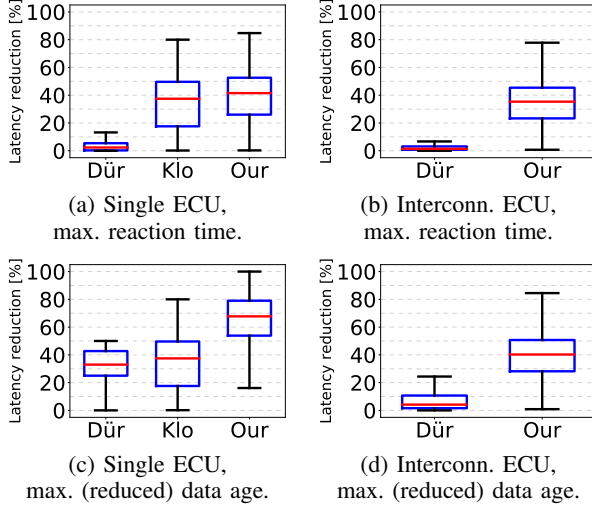 Latency reduction [%]
100
80
60
40
20
0
Dür Klo Our
(a) Single ECU,
max. reaction time.
Latency reduction [%]
100
80
60
40
20
0
Dür Our
(b) Interconn. ECU,
max. reaction time.
Latency reduction [%]
100
80
60
40
20
0
Dür Klo Our
(c) Single ECU,
max. (reduced) data age.
Latency reduction [%]
100
80
60
40
20
0
Dür Our
(d) Interconn. ECU,
max. (reduced) data age.